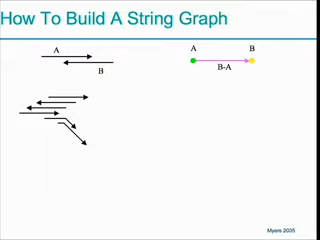 How To Build A String Graph
A
B
A B
B-A
Myers 2005